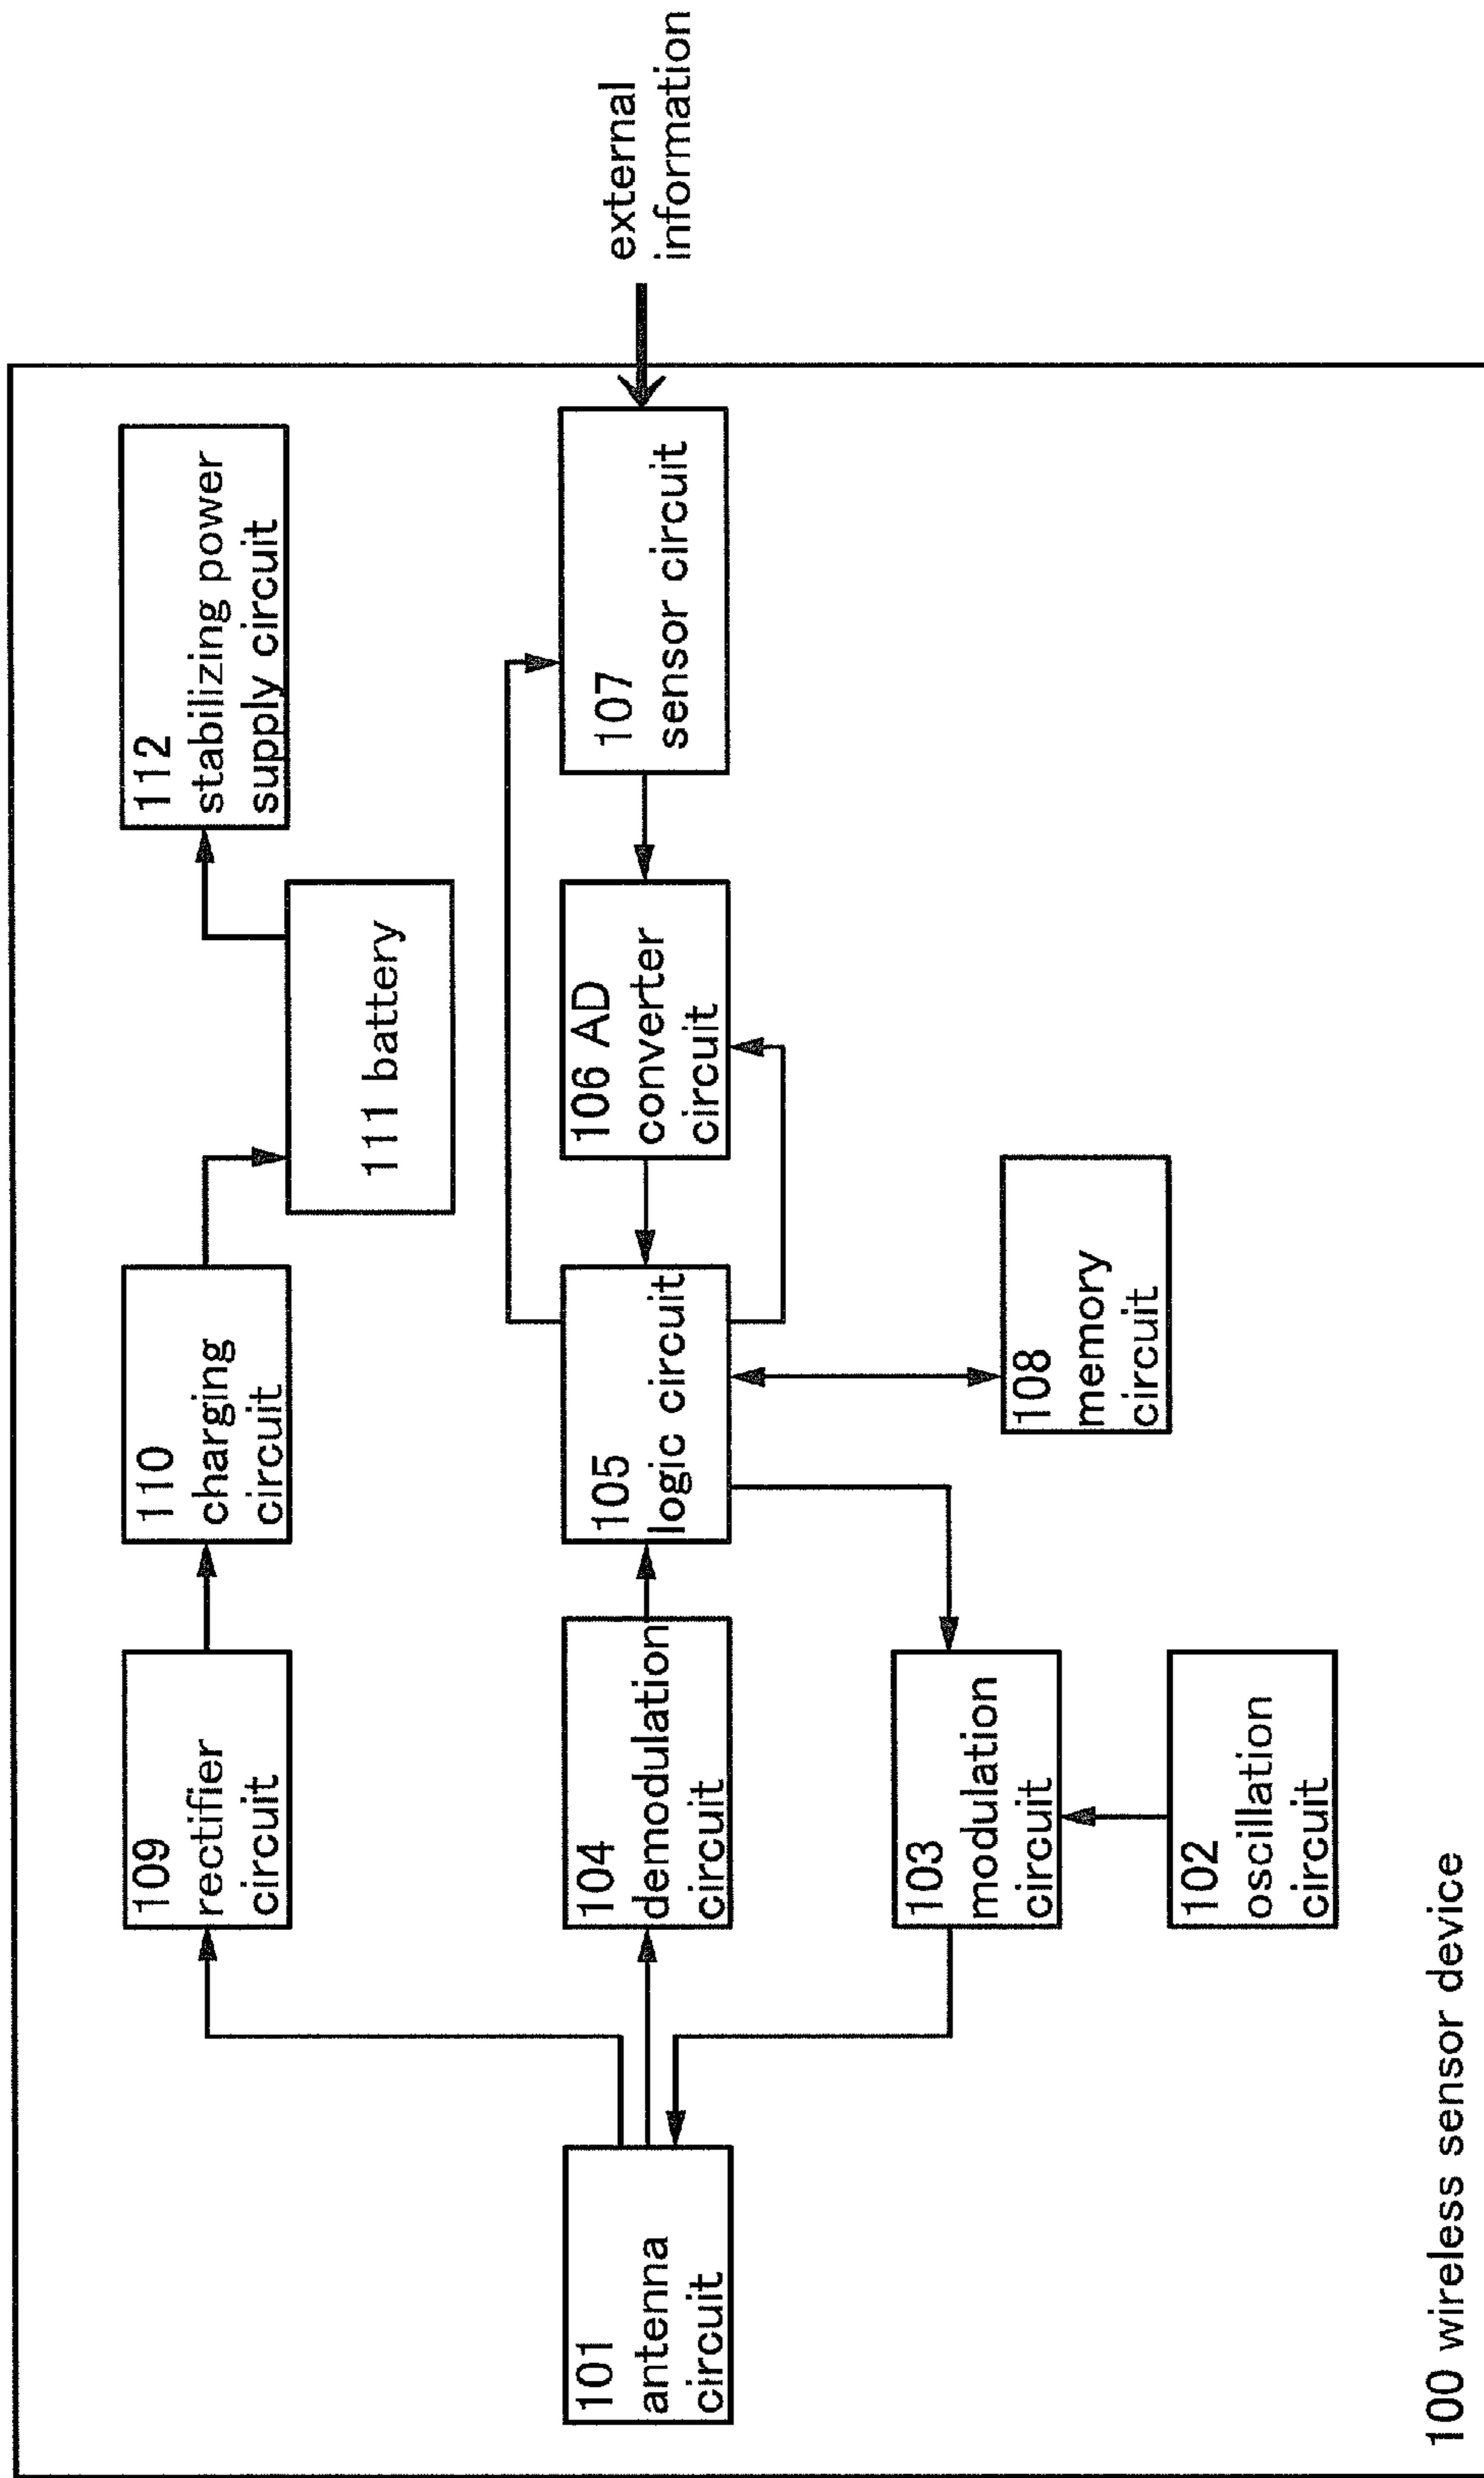 109
rectifier
circuit
110
charging
circuit
111 battery
112
stabilizing power
supply circuit
101
antenna
circuit
104
demodulation
circuit
105
logic circuit
106 AD
converter
circuit
107
sensor circuit
external
information
103
modulation
circuit
108
memory
circuit
102
oscillation
circuit
100 wireless sensor device